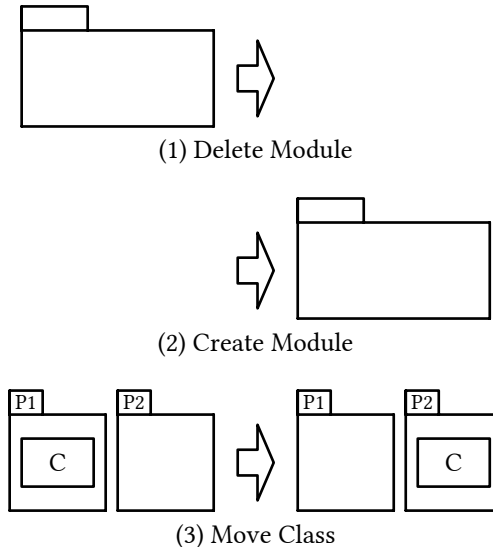 (1) Delete Module
(2) Create Module
P1 P2 P1 P2
C C
(3) Move Class